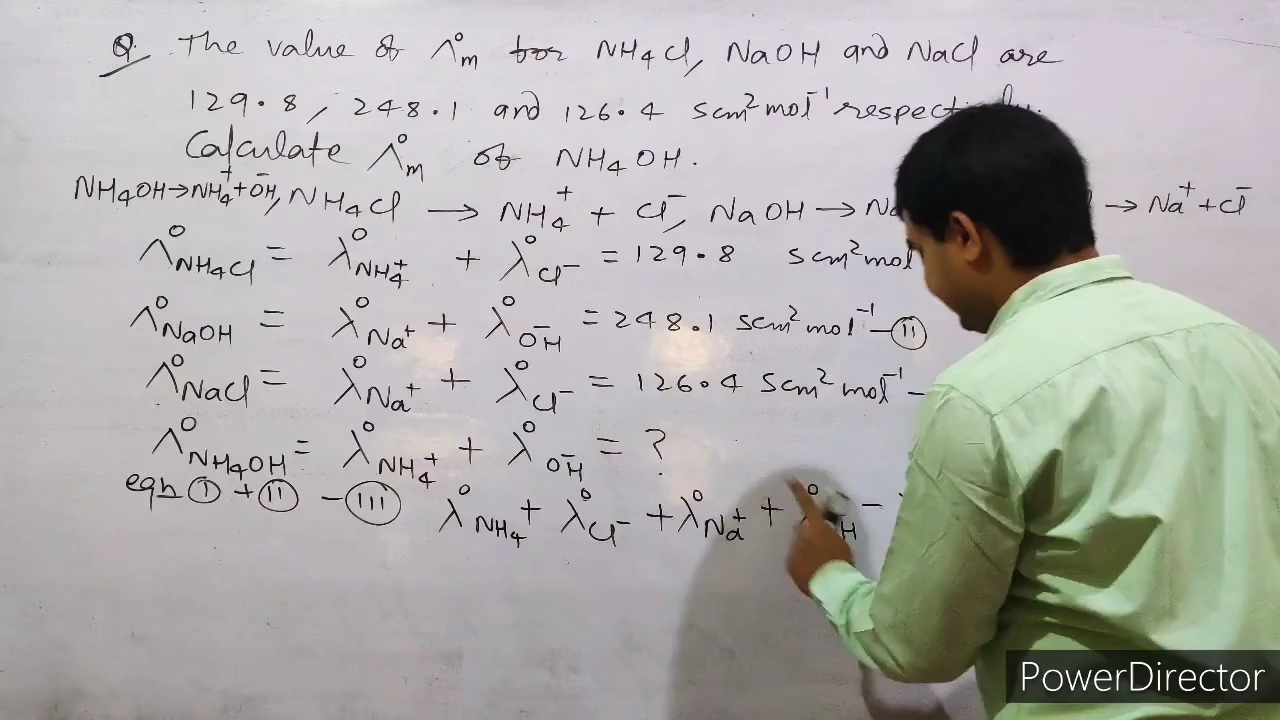 Q. The value of Λ°m for NH₄Cl, NaOH and NaCl are
129.8, 248.1 and 126.4 Scm²mol⁻¹ respectively.
Calculate Λ°m of NH₄OH.
NH₄OH→NH₄⁺+OH⁻, NH₄Cl → NH₄⁺ + Cl⁻, NaOH → → Na⁺+Cl⁻
Λ°NH₄Cl = λ°NH₄⁺ + λ°Cl⁻ = 129.8 Scm²mol
Λ°NaOH = λ°Na⁺ + λ°OH⁻ = 248.1 Scm²mol⁻¹ —(II)
Λ°NaCl = λ°Na⁺ + λ°Cl⁻ = 126.4 Scm²mol⁻¹ –
Λ°NH₄OH = λ°NH₄⁺ + λ°OH⁻ = ?
eqn (I) + (II) – (III) λ°NH₄⁺ λ°Cl⁻ + λ°Na⁺ + –
PowerDirector